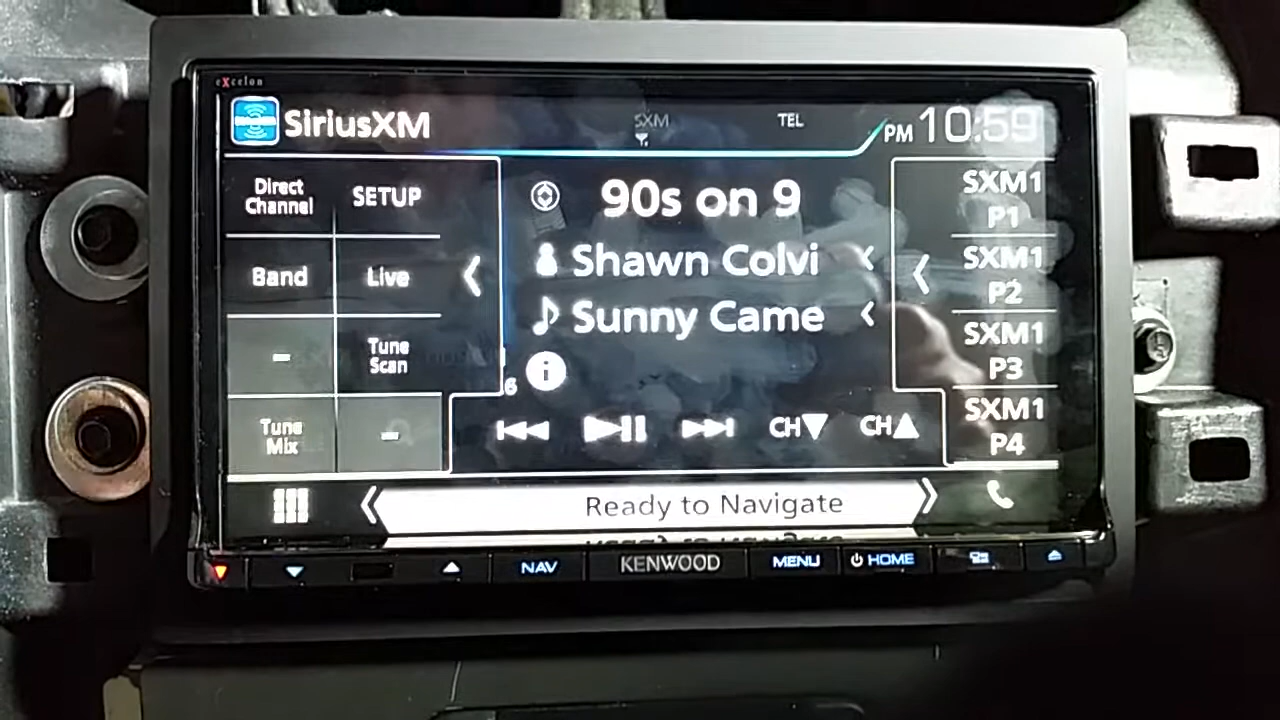 eXcelon
SiriusXM
SXM
TEL
PM 10:59
Direct
Channel
SETUP
Band
Live
-
Tune
Scan
Tune
Mix
-
90s on 9
Shawn Colvi
Sunny Came
i
6
CH▼
CH▲
SXM1
P1
SXM1
P2
SXM1
P3
SXM1
P4
Ready to Navigate
NAV
KENWOOD
MENU
HOME